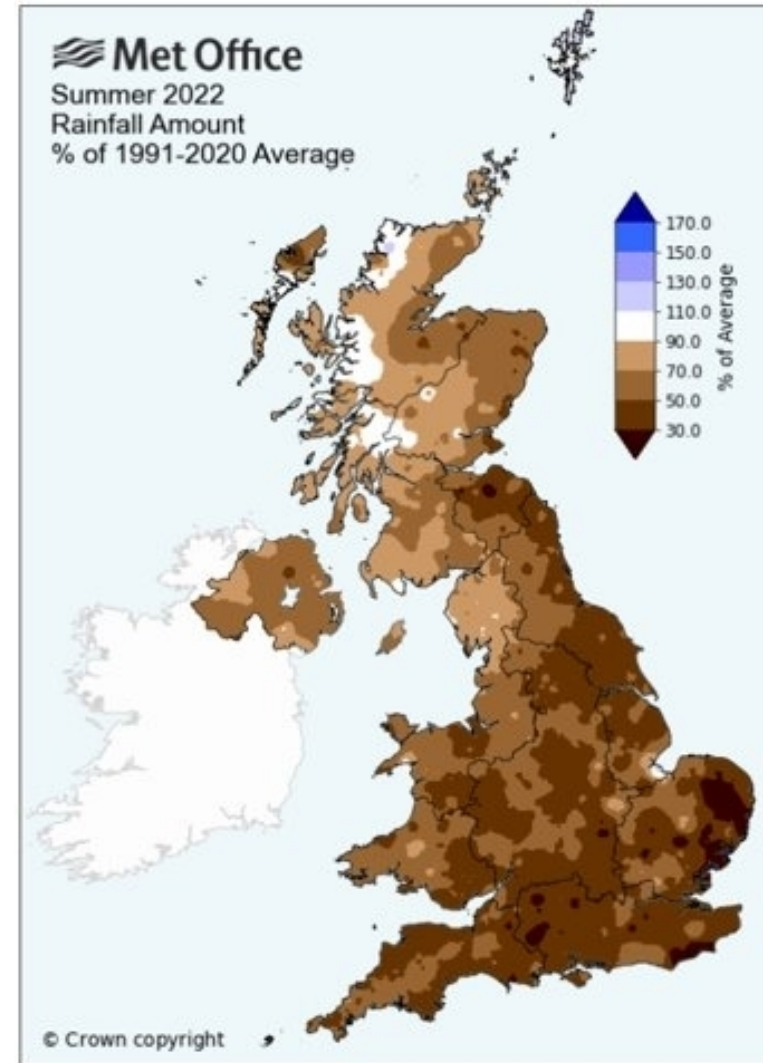 Met Office
Summer 2022
Rainfall Amount
% of 1991-2020 Average
170.0
150.0
130.0
110.0
90.0
70.0
50.0
30.0
% of Average
© Crown copyright